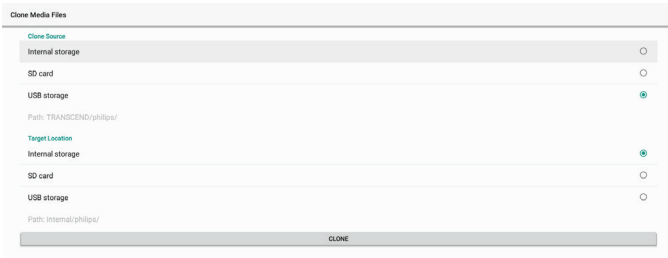 Clone Media Files
Clone Source
Internal storage
SD card
USB storage
Path: TRANSCEND/philips/
Target Location
Internal storage
SD card
USB storage
Path: internal/philips/
CLONE